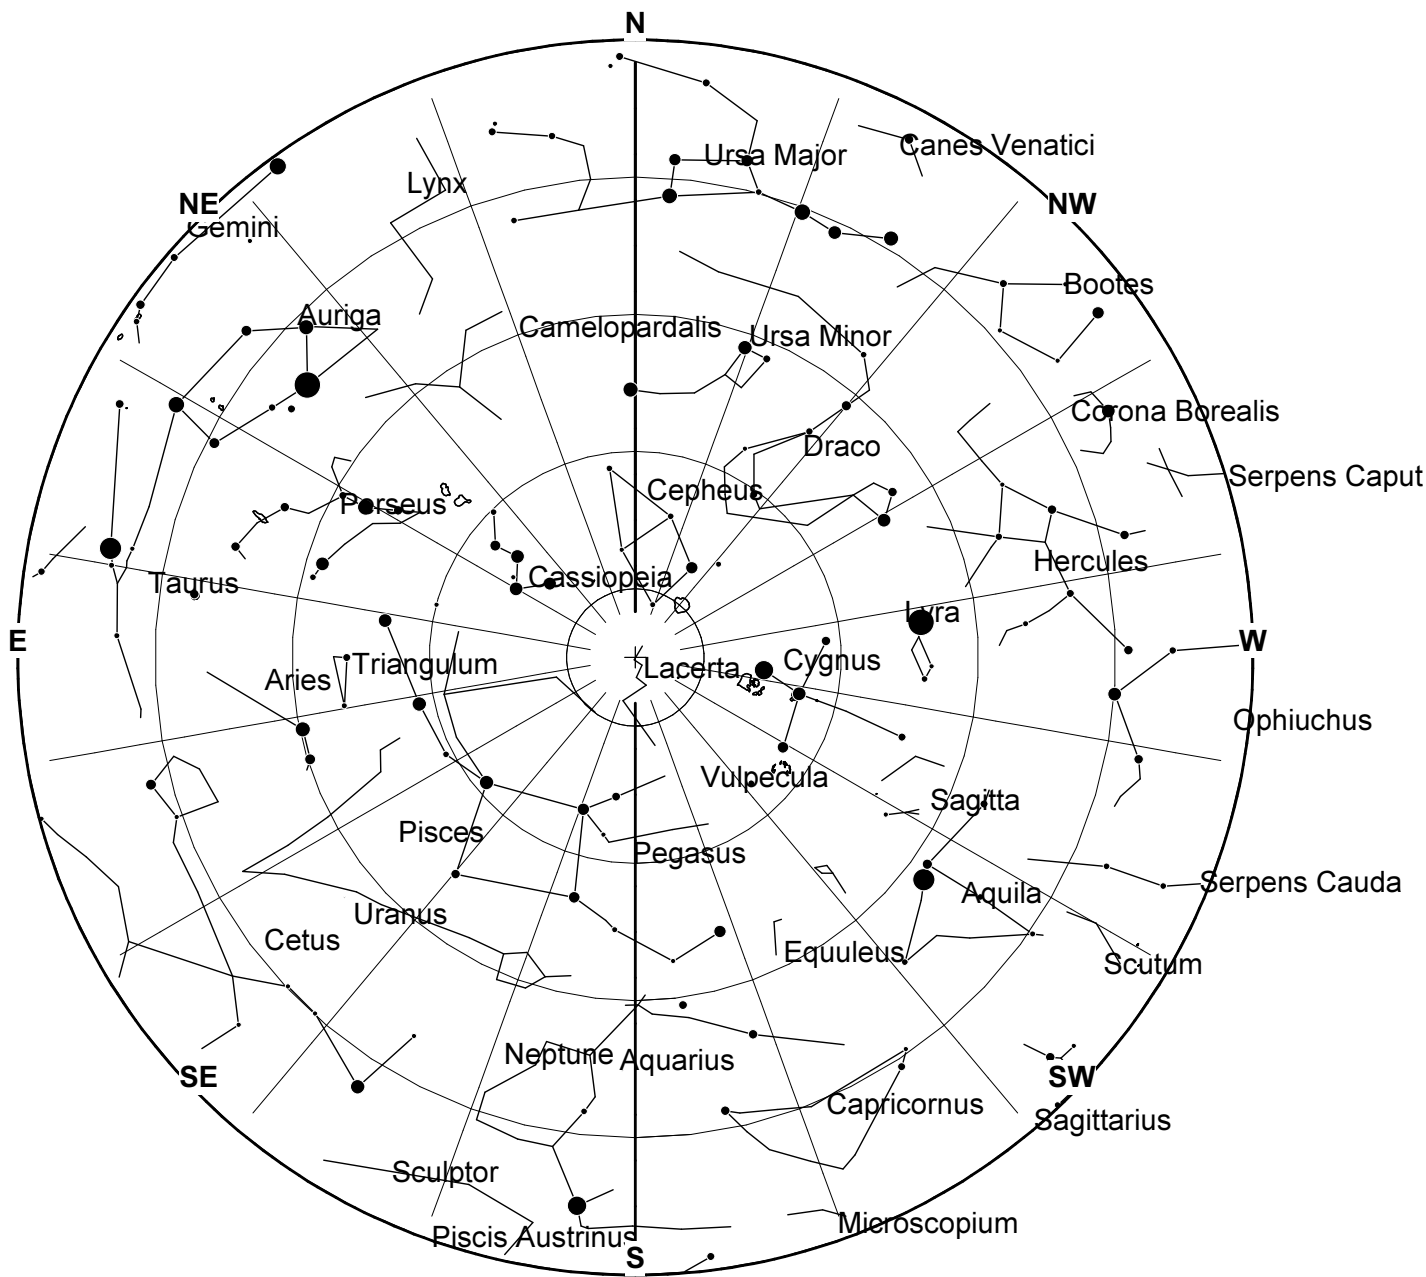 N
Ursa Major
Canes Venatici
Lynx
NE
NW
Gemini
Bootes
Auriga
Camelopardalis
Ursa Minor
Corona Borealis
Draco
Serpens Caput
Perseus
Cepheus
Hercules
Taurus
Cassiopeia
Lyra
E
W
Aries
Triangulum
Lacerta
Cygnus
Ophiuchus
Vulpecula
Sagitta
Pisces
Pegasus
Serpens Cauda
Aquila
Uranus
Cetus
Equuleus
Scutum
Neptune
Aquarius
SE
SW
Capricornus
Sagittarius
Sculptor
Microscopium
Piscis Austrinus
S